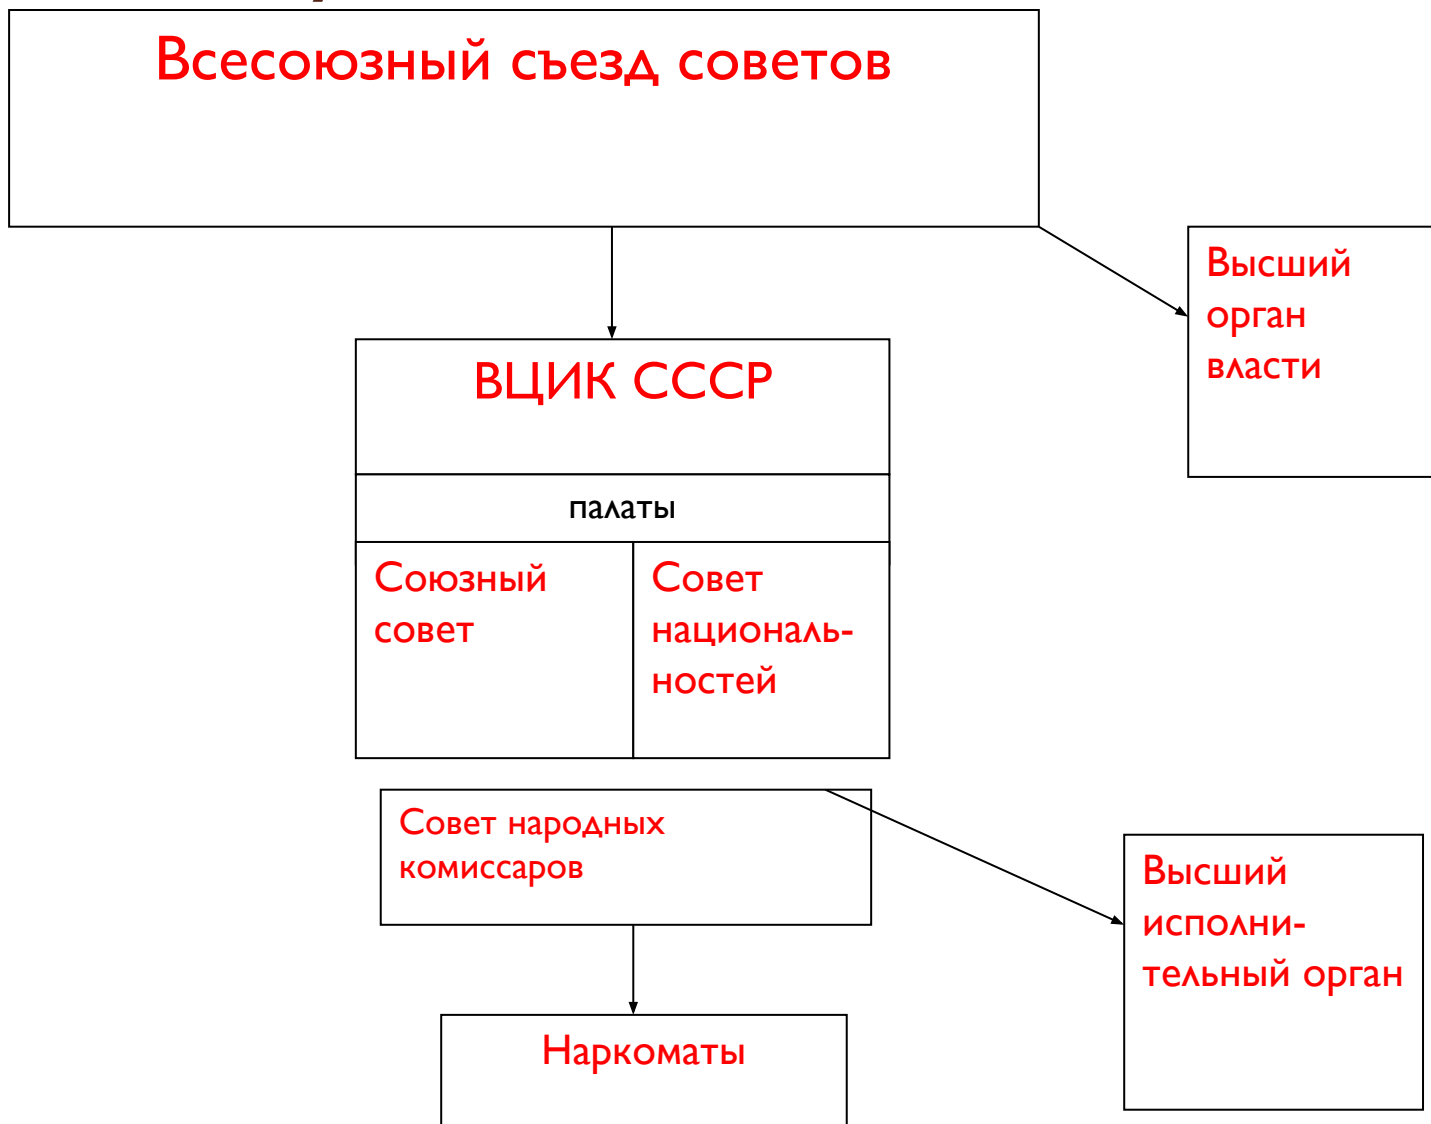 Всесоюзный съезд советов
Высший
орган
власти
ВЦИК СССР
палаты
Союзный
совет
Совет
националь-
ностей
Совет народных
комиссаров
Высший
исполни-
тельный орган
Наркоматы